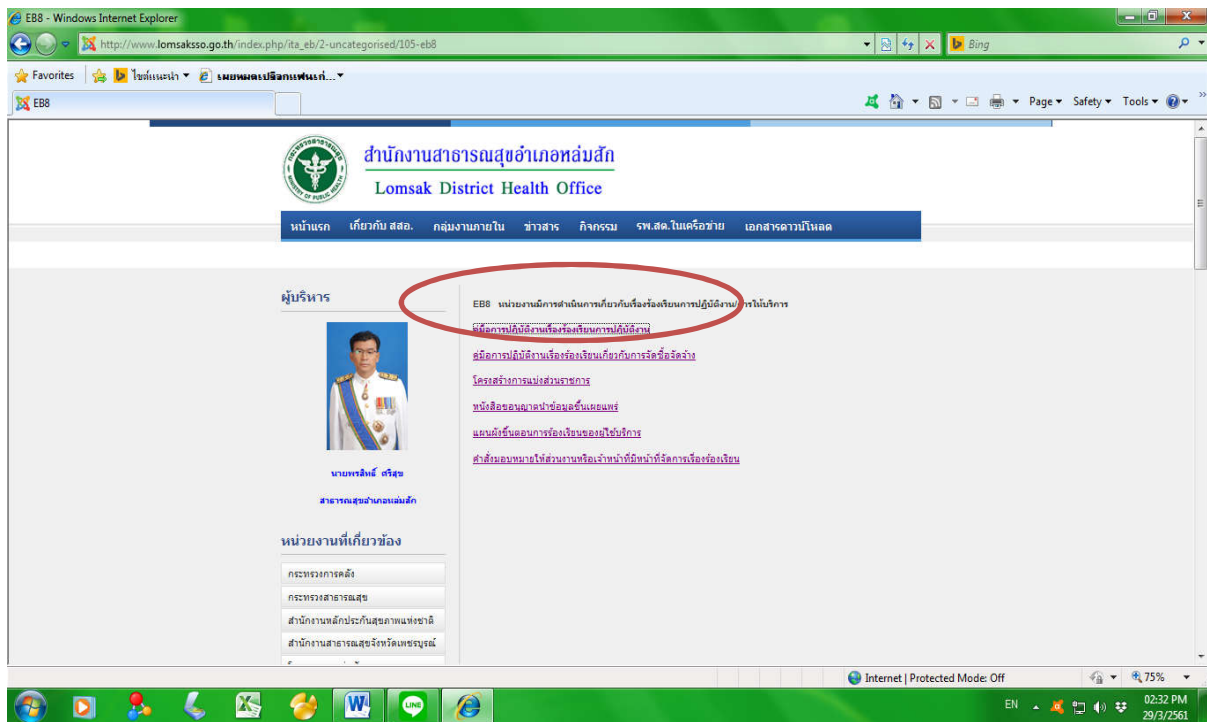 EB8 - Windows Internet Explorer
http://www.lomsaksso.go.th/index.php/ita_eb/2-uncategorised/105-eb8
Bing
Favorites
ไซต์แนะนำ
EB8
Page
Safety
Tools
สำนักงานสาธารณสุขอำเภอหล่มสัก
Lomsak District Health Office
หน้าแรก เกี่ยวกับ สสอ. กลุ่มงานภายใน ข่าวสาร กิจกรรม รพ.สต.ในเครือข่าย เอกสารดาวน์โหลด
ผู้บริหาร
EB8 หน่วยงานมีการดำเนินการเกี่ยวกับเรื่องร้องเรียนการปฏิบัติงาน/การให้บริการ
คู่มือการปฏิบัติงานเรื่องร้องเรียนการปฏิบัติงาน
คู่มือการปฏิบัติงานเรื่องร้องเรียนเกี่ยวกับการจัดซื้อจัดจ้าง
โครงสร้างการแบ่งส่วนราชการ
หนังสือขออนุญาตนำข้อมูลขึ้นเผยแพร่
แผนผังขั้นตอนการร้องเรียนของผู้ใช้บริการ
คำสั่งมอบหมายให้ส่วนงานหรือเจ้าหน้าที่มีหน้าที่จัดการเรื่องร้องเรียน
นายพรสิทธิ์ ศรีสุข
สาธารณสุขอำเภอหล่มสัก
หน่วยงานที่เกี่ยวข้อง
กระทรวงการคลัง
กระทรวงสาธารณสุข
สำนักงานหลักประกันสุขภาพแห่งชาติ
สำนักงานสาธารณสุขจังหวัดเพชรบูรณ์
Internet | Protected Mode: Off
75%
LINE
EN
02:32 PM
29/3/2561